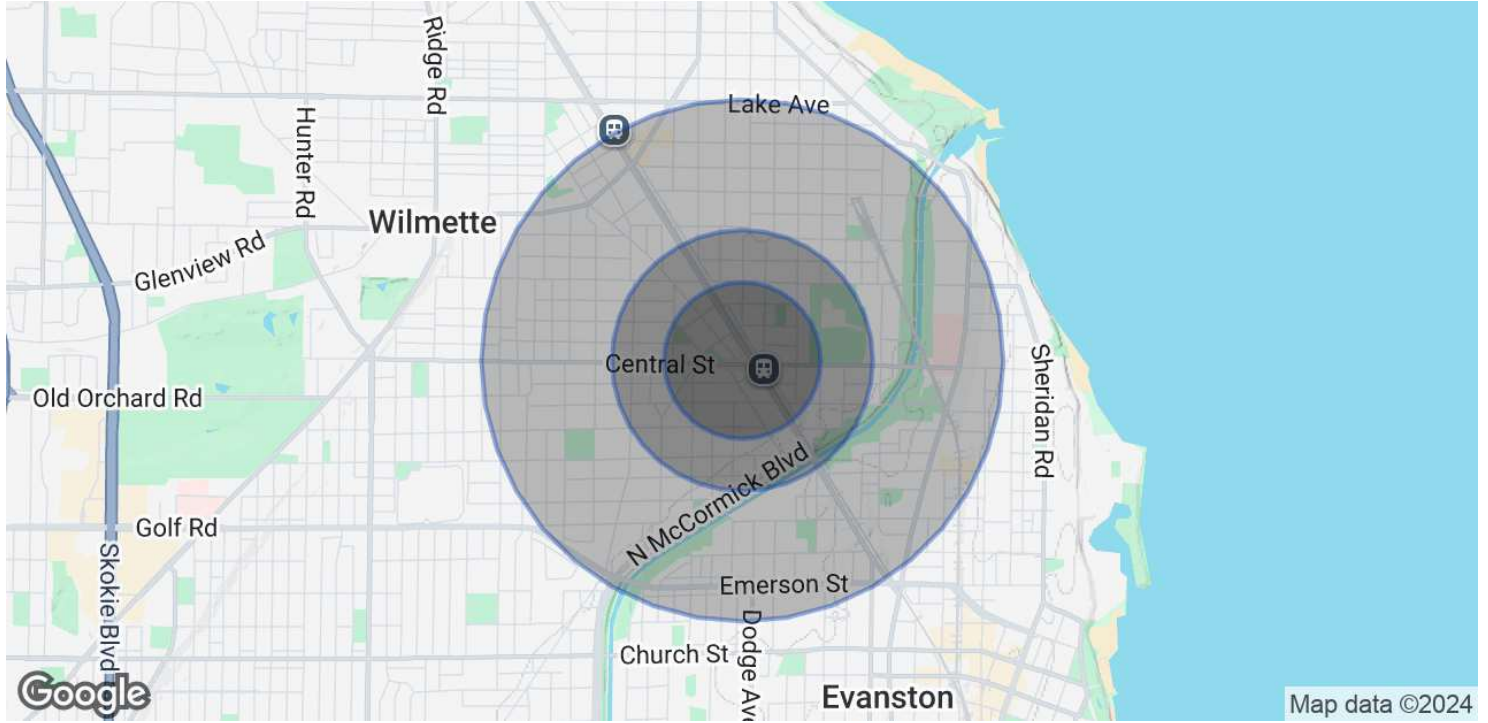 Ridge Rd
Lake Ave
Hunter Rd
Wilmette
Glenview Rd
Central St
Old Orchard Rd
Sheridan Rd
N McCormick Blvd
Golf Rd
Skokie Blvd
Emerson St
Dodge Ave
Church St
Evanston
Google
Map data ©2024